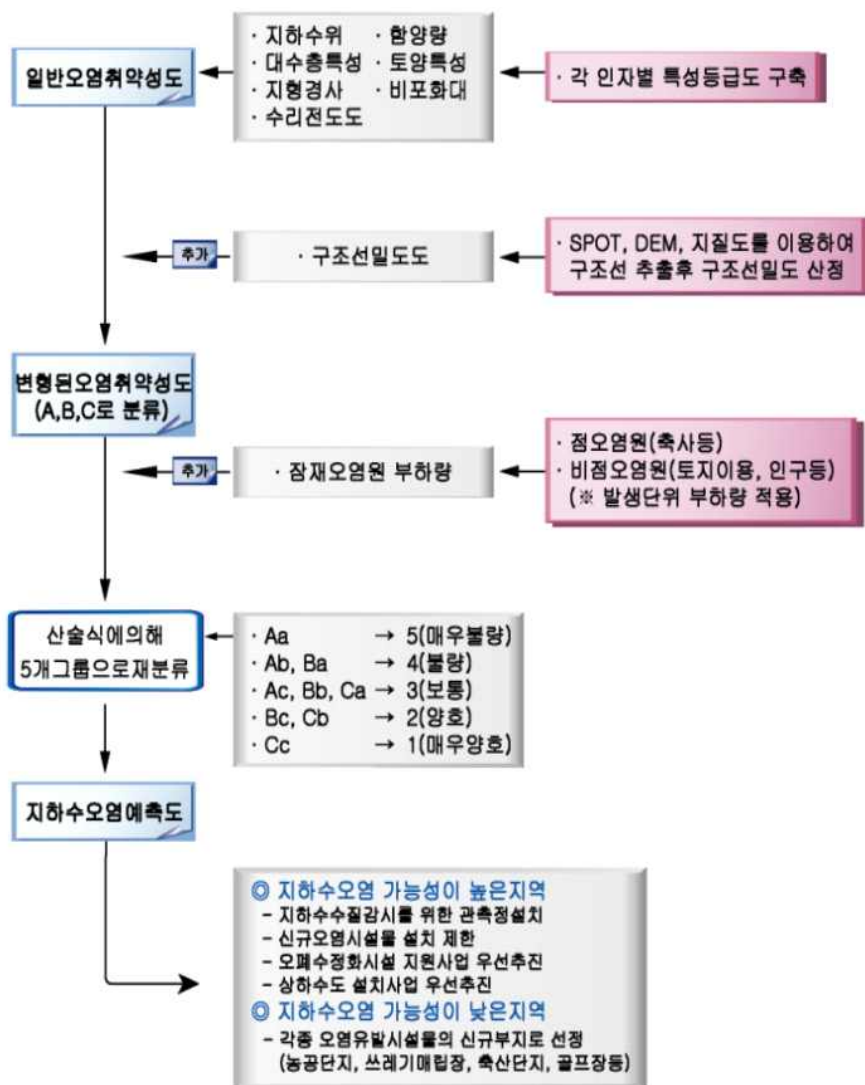 일반오염취약성도
· 지하수위 · 함양량
· 대수층특성 · 토양특성
· 지형경사 · 비포화대
· 수리전도도
· 각 인자별 특성등급도 구축
추가
· 구조선밀도도
· SPOT, DEM, 지질도를 이용하여
구조선 추출후 구조선밀도 산정
변형된오염취약성도
(A,B,C로 분류)
추가
· 잠재오염원 부하량
· 점오염원(축사등)
· 비점오염원(토지이용, 인구등)
(※ 발생단위 부하량 적용)
산술식에의해
5개그룹으로재분류
· Aa → 5(매우불량)
· Ab, Ba → 4(불량)
· Ac, Bb, Ca → 3(보통)
· Bc, Cb → 2(양호)
· Cc → 1(매우양호)
지하수오염예측도
◎ 지하수오염 가능성이 높은지역
- 지하수수질감시를 위한 관측정설치
- 신규오염시설물 설치 제한
- 오폐수정화시설 지원사업 우선추진
- 상하수도 설치사업 우선추진
◎ 지하수오염 가능성이 낮은지역
- 각종 오염유발시설물의 신규부지로 선정
(농공단지, 쓰레기매립장, 축산단지, 골프장등)